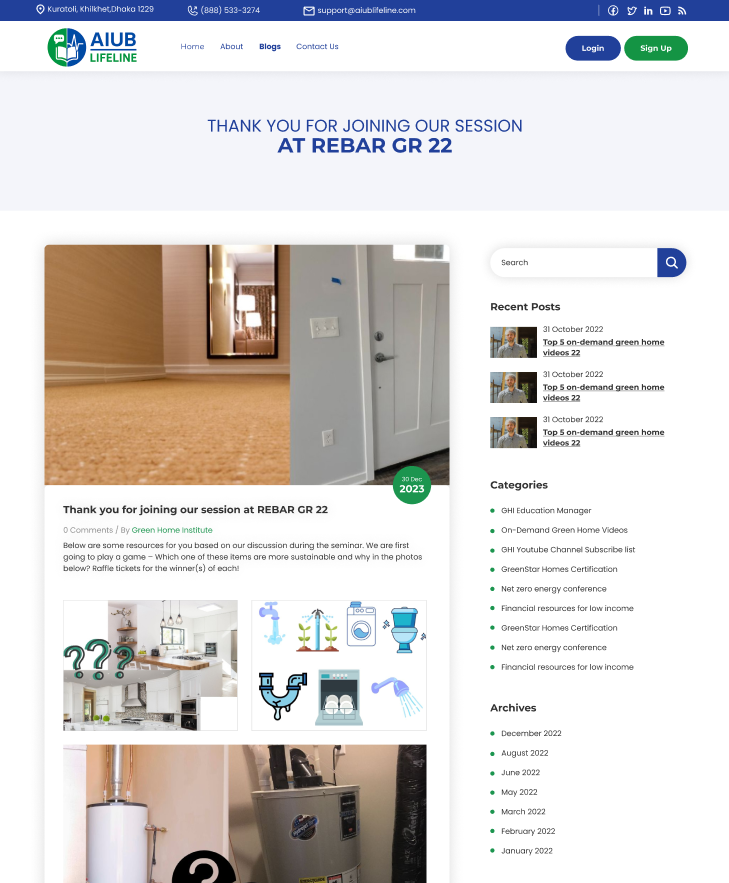 Kuratoli, Khilkhet,Dhaka 1229
(888) 533-3274
support@aiublifeline.com
AIUB
LIFELINE
Home
About
Blogs
Contact Us
Login
Sign Up
THANK YOU FOR JOINING OUR SESSION
AT REBAR GR 22
30 Dec
2023
Thank you for joining our session at REBAR GR 22
0 Comments / By Green Home Institute
Below are some resources for you based on our discussion during the seminar. We are first
going to play a game – Which one of these items are more sustainable and why in the photos
below? Raffle tickets for the winner(s) of each!
???
?
Search
Recent Posts
31 October 2022
Top 5 on-demand green home
videos 22
31 October 2022
Top 5 on-demand green home
videos 22
31 October 2022
Top 5 on-demand green home
videos 22
Categories
GHI Education Manager
On-Demand Green Home Videos
GHI Youtube Channel Subscribe list
GreenStar Homes Certification
Net zero energy conference
Financial resources for low income
GreenStar Homes Certification
Net zero energy conference
Financial resources for low income
Archives
December 2022
August 2022
June 2022
May 2022
March 2022
February 2022
January 2022